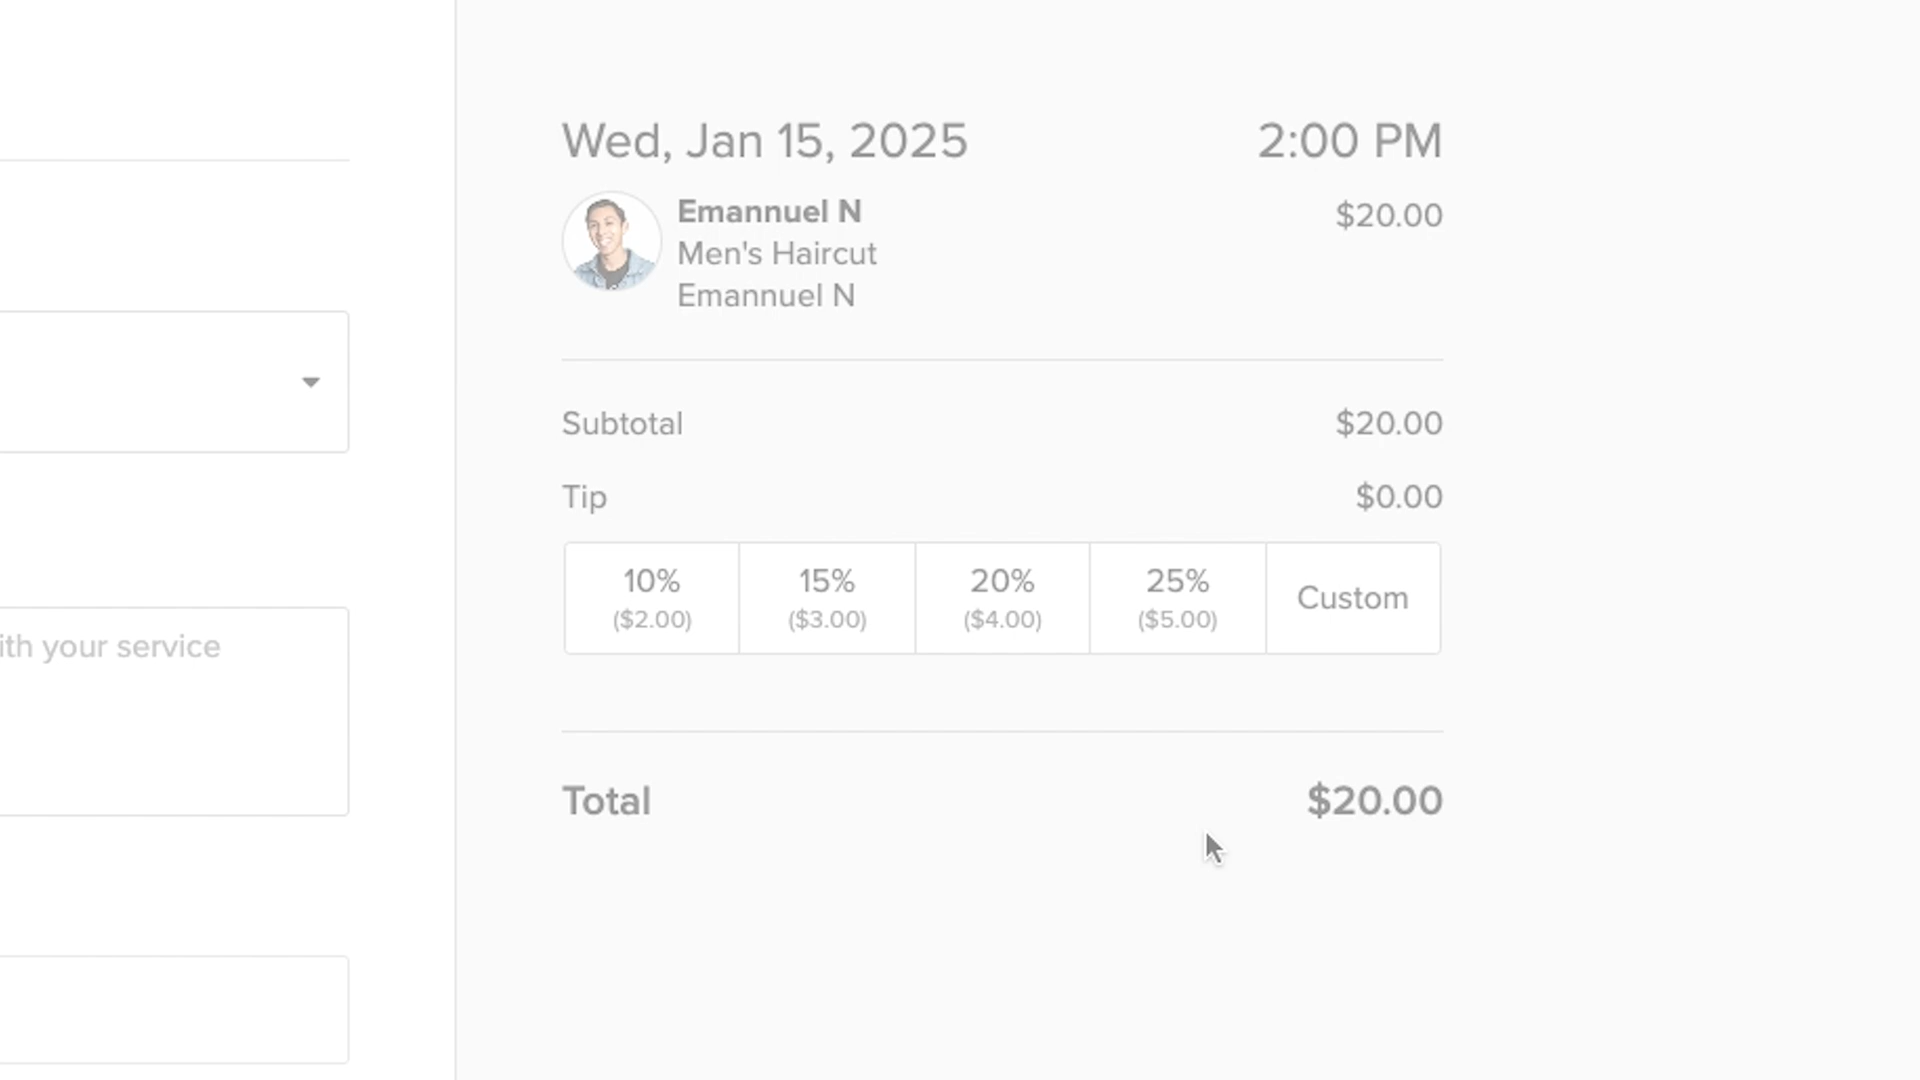 Wed, Jan 15, 2025 2:00 PM
Emannuel N $20.00
Men's Haircut
Emannuel N
Subtotal $20.00
Tip $0.00
10% 15% 20% 25% Custom
($2.00) ($3.00) ($4.00) ($5.00)
your service
Total $20.00